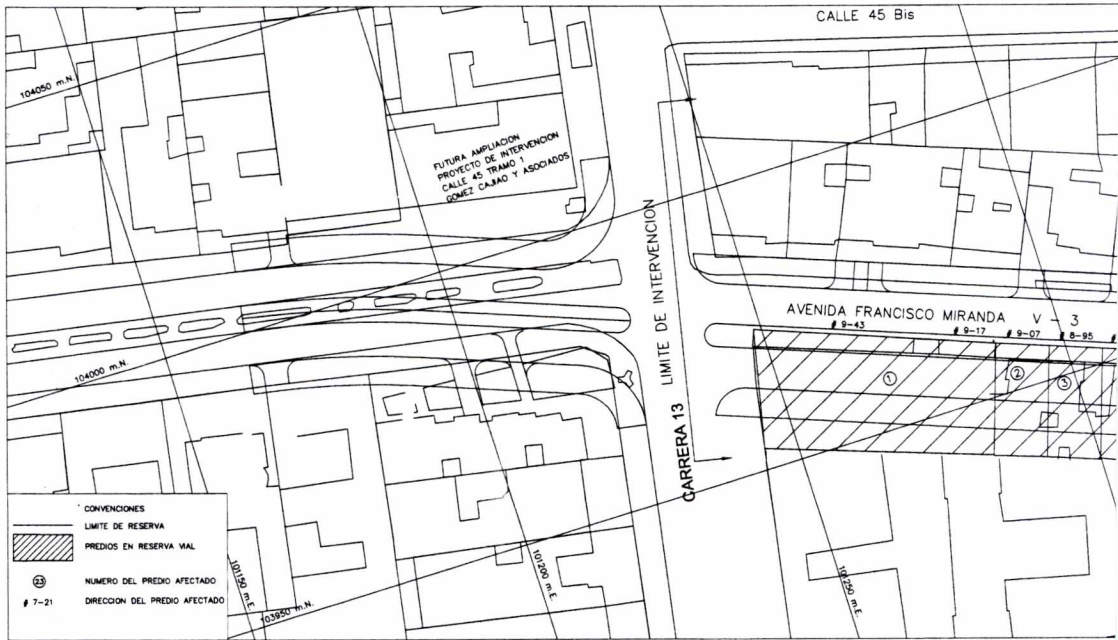 CALLE 45 Bis
104050 m.N.
FUTURA AMPLIACION
PROYECTO DE INTERVENCION
CALLE 45 TRAMO 1
GOMEZ CAJIAO Y ASOCIADOS
LIMITE DE INTERVENCION
CARRERA 13
AVENIDA FRANCISCO MIRANDA V - 3
# 9-43
# 9-17
# 9-07
# 8-95
#
1
2
3
104000 m.N.
CONVENCIONES
LIMITE DE RESERVA
PREDIOS EN RESERVA VIAL
23 NUMERO DEL PREDIO AFECTADO
# 7-21 DIRECCION DEL PREDIO AFECTADO
101150 m.E.
103950 m.N.
101200 m.E.
101250 m.E.